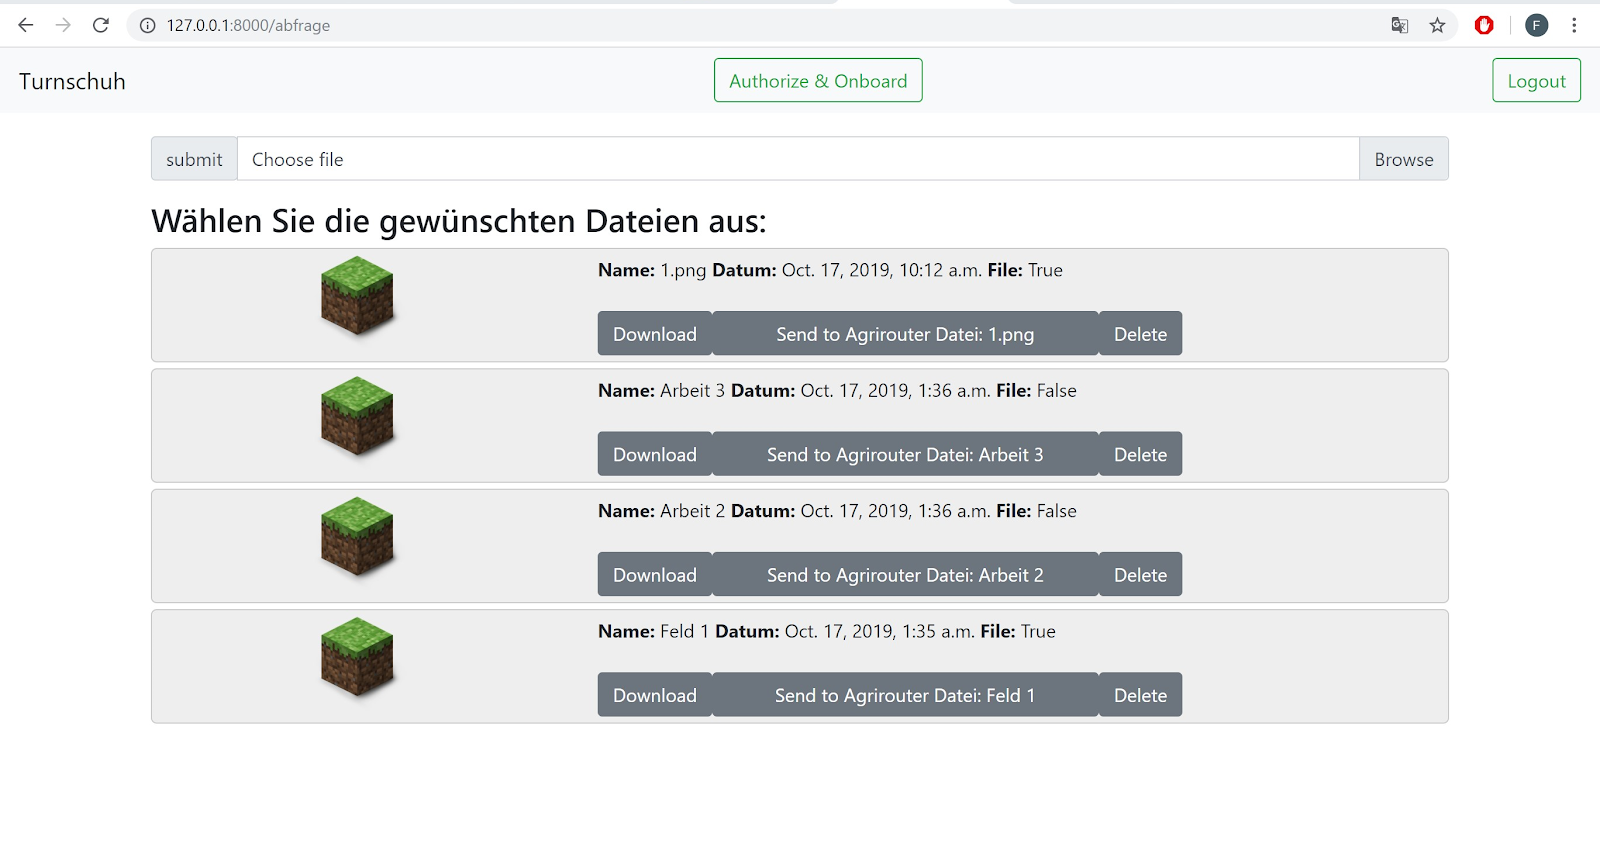 127.0.0.1:8000/abfrage
F
Turnschuh Authorize & Onboard Logout
submit Choose file Browse
Wählen Sie die gewünschten Dateien aus:
Name: 1.png Datum: Oct. 17, 2019, 10:12 a.m. File: True
Download Send to Agrirouter Datei: 1.png Delete
Name: Arbeit 3 Datum: Oct. 17, 2019, 1:36 a.m. File: False
Download Send to Agrirouter Datei: Arbeit 3 Delete
Name: Arbeit 2 Datum: Oct. 17, 2019, 1:36 a.m. File: False
Download Send to Agrirouter Datei: Arbeit 2 Delete
Name: Feld 1 Datum: Oct. 17, 2019, 1:35 a.m. File: True
Download Send to Agrirouter Datei: Feld 1 Delete